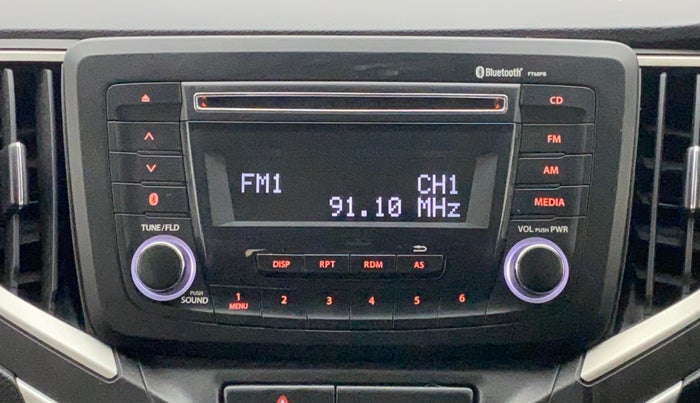 Bluetooth® FT68PB
CD
FM
AM
MEDIA
FM1 CH1
91.10 MHz
TUNE/FLD
VOL PUSH PWR
DISP RPT RDM AS
PUSH
SOUND
1 2 3 4 5 6
MENU